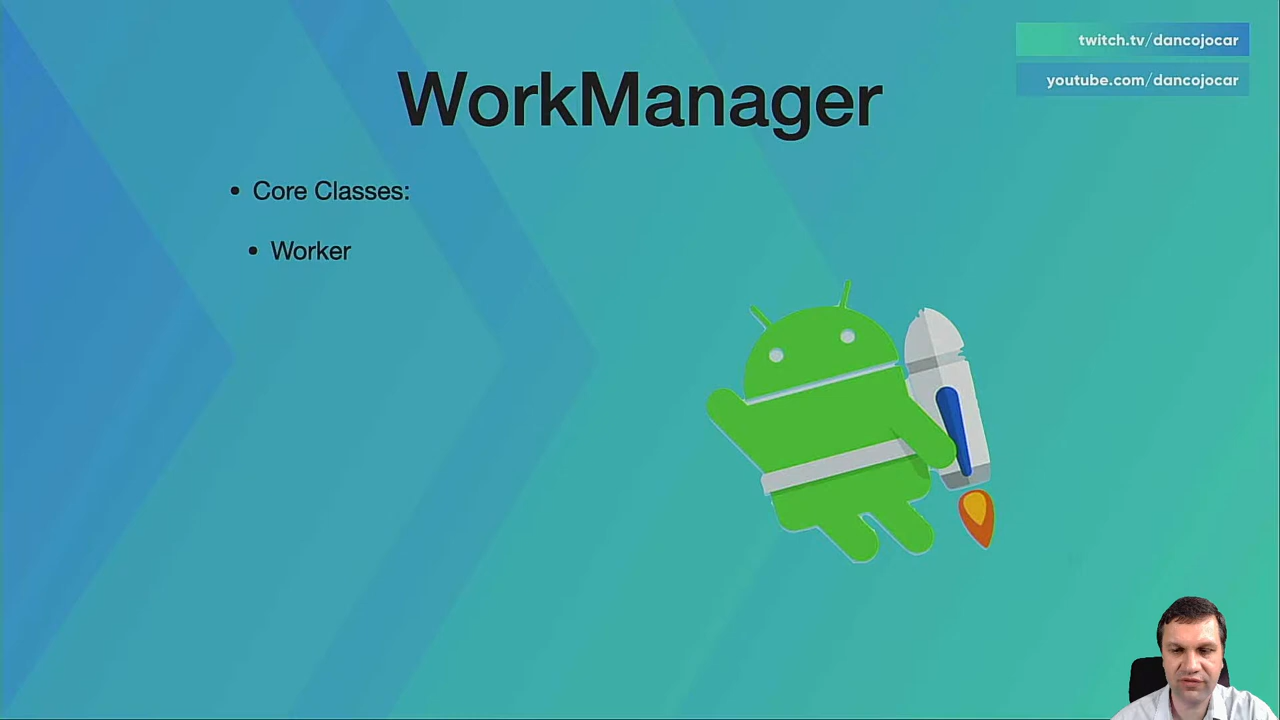 twitch.tv/dancojocar
youtube.com/dancojocar
WorkManager
• Core Classes:
• Worker